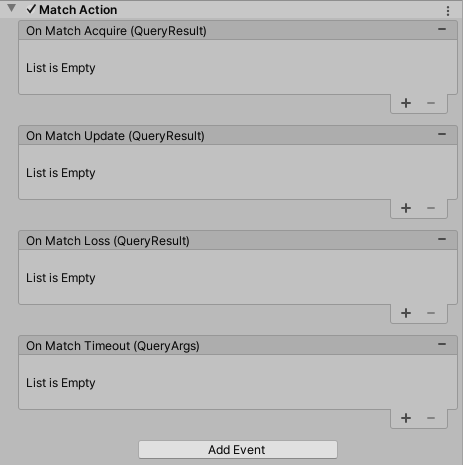 Match Action
On Match Acquire (QueryResult)
List is Empty
On Match Update (QueryResult)
List is Empty
On Match Loss (QueryResult)
List is Empty
On Match Timeout (QueryArgs)
List is Empty
Add Event